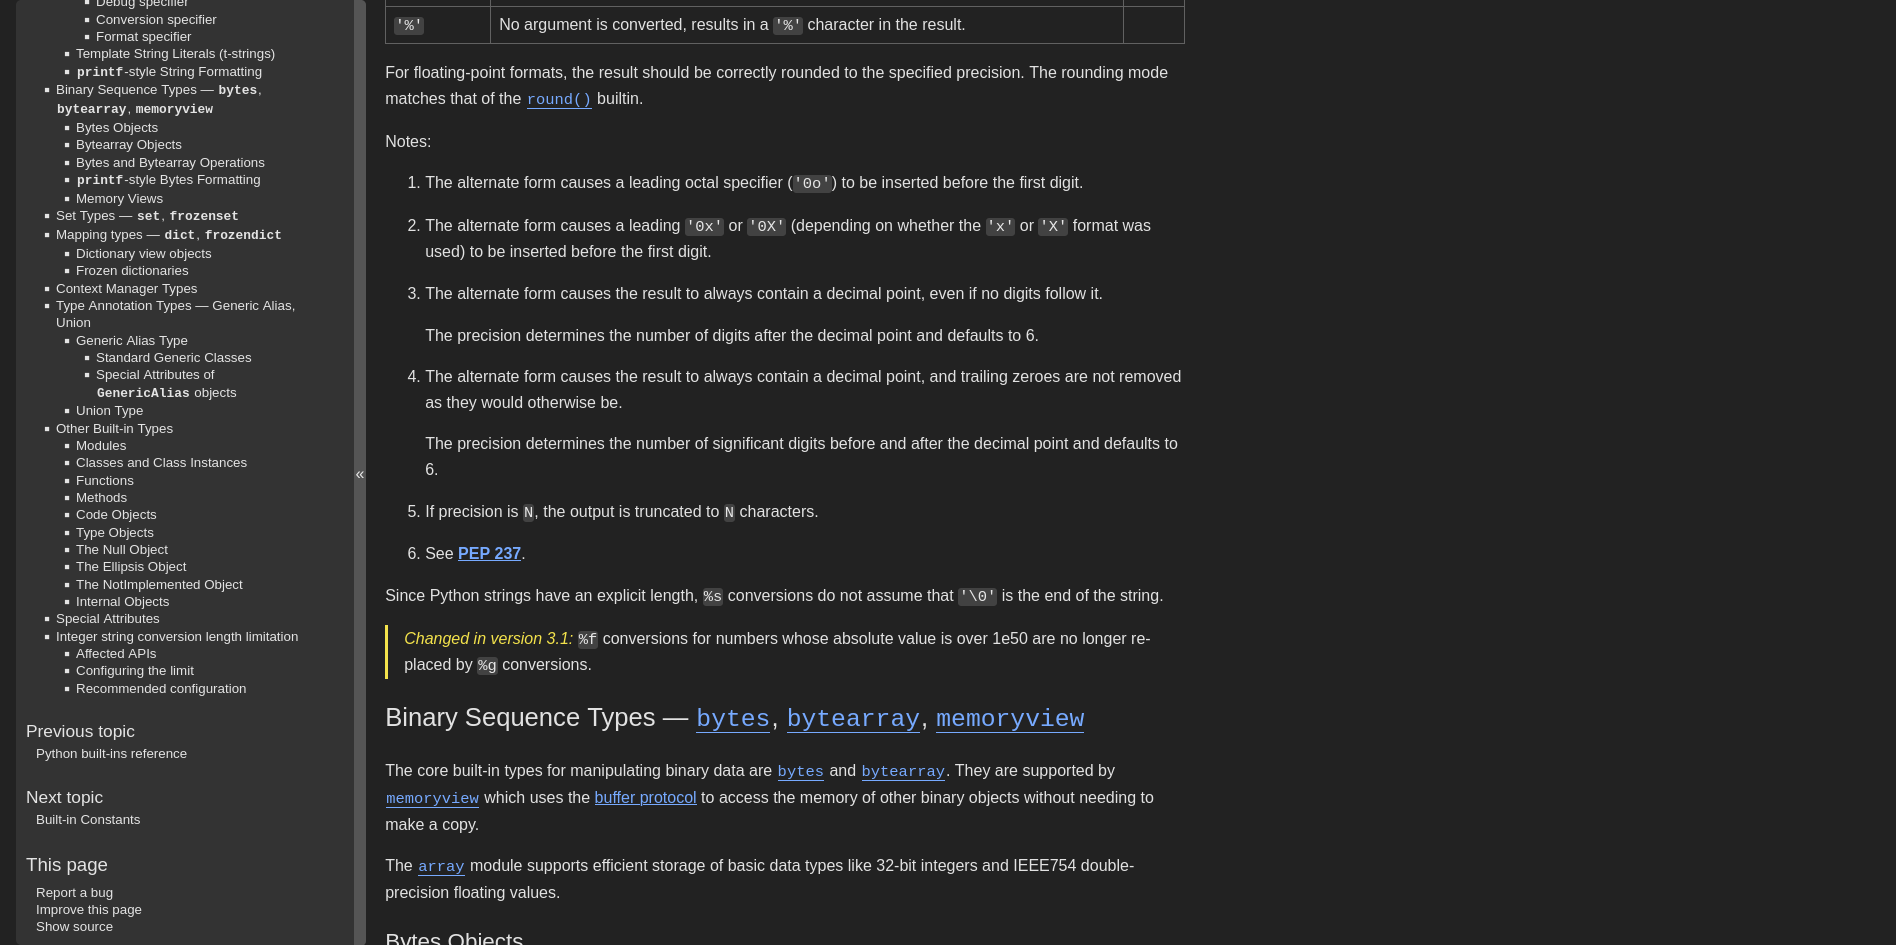 Debug specifier
Conversion specifier
Format specifier
Template String Literals (t-strings)
printf-style String Formatting
Binary Sequence Types — bytes,
bytearray, memoryview
Bytes Objects
Bytearray Objects
Bytes and Bytearray Operations
printf-style Bytes Formatting
Memory Views
Set Types — set, frozenset
Mapping types — dict, frozendict
Dictionary view objects
Frozen dictionaries
Context Manager Types
Type Annotation Types — Generic Alias,
Union
Generic Alias Type
Standard Generic Classes
Special Attributes of
GenericAlias objects
Union Type
Other Built-in Types
Modules
Classes and Class Instances
Functions
Methods
Code Objects
Type Objects
The Null Object
The Ellipsis Object
The NotImplemented Object
Internal Objects
Special Attributes
Integer string conversion length limitation
Affected APIs
Configuring the limit
Recommended configuration
Previous topic
Python built-ins reference
Next topic
Built-in Constants
This page
Report a bug
Improve this page
Show source
«
'%' No argument is converted, results in a '%' character in the result.
For floating-point formats, the result should be correctly rounded to the specified precision. The rounding mode
matches that of the round() builtin.
Notes:
1. The alternate form causes a leading octal specifier ('0o') to be inserted before the first digit.
2. The alternate form causes a leading '0x' or '0X' (depending on whether the 'x' or 'X' format was
used) to be inserted before the first digit.
3. The alternate form causes the result to always contain a decimal point, even if no digits follow it.
The precision determines the number of digits after the decimal point and defaults to 6.
4. The alternate form causes the result to always contain a decimal point, and trailing zeroes are not removed
as they would otherwise be.
The precision determines the number of significant digits before and after the decimal point and defaults to
6.
5. If precision is N, the output is truncated to N characters.
6. See PEP 237.
Since Python strings have an explicit length, %s conversions do not assume that '\0' is the end of the string.
Changed in version 3.1: %f conversions for numbers whose absolute value is over 1e50 are no longer re-
placed by %g conversions.
Binary Sequence Types — bytes, bytearray, memoryview
The core built-in types for manipulating binary data are bytes and bytearray. They are supported by
memoryview which uses the buffer protocol to access the memory of other binary objects without needing to
make a copy.
The array module supports efficient storage of basic data types like 32-bit integers and IEEE754 double-
precision floating values.
Bytes Objects